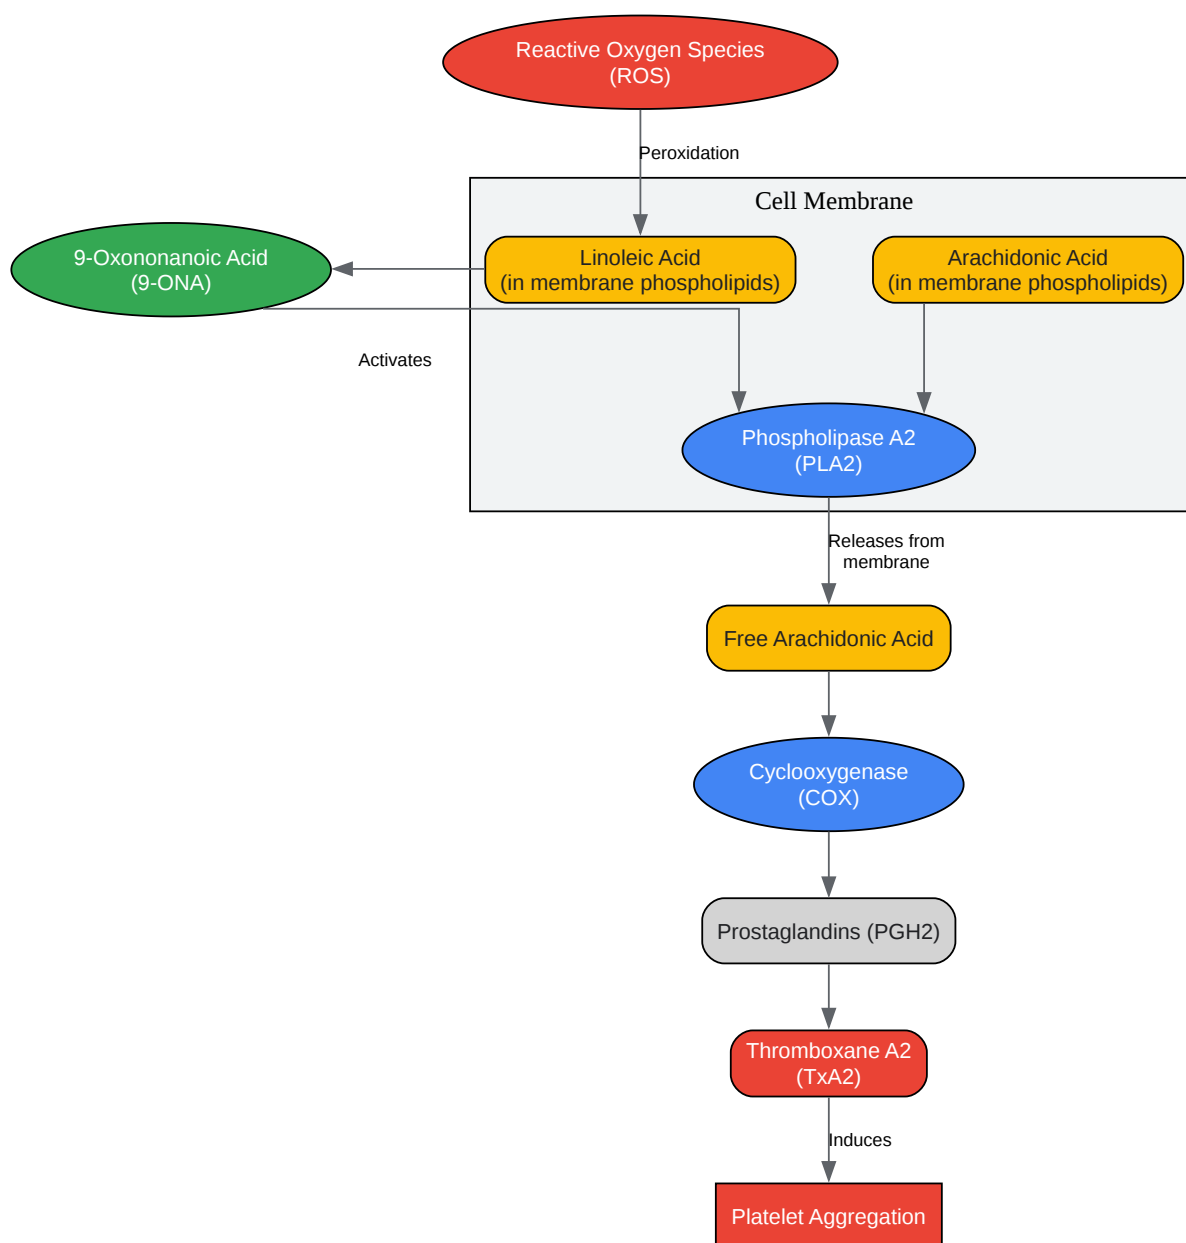 Reactive Oxygen Species
(ROS)
Peroxidation
Cell Membrane
9-Oxononanoic Acid
(9-ONA)
Linoleic Acid
(in membrane phospholipids)
Arachidonic Acid
(in membrane phospholipids)
Activates
Phospholipase A2
(PLA2)
Releases from
membrane
Free Arachidonic Acid
Cyclooxygenase
(COX)
Prostaglandins (PGH2)
Thromboxane A2
(TxA2)
Induces
Platelet Aggregation